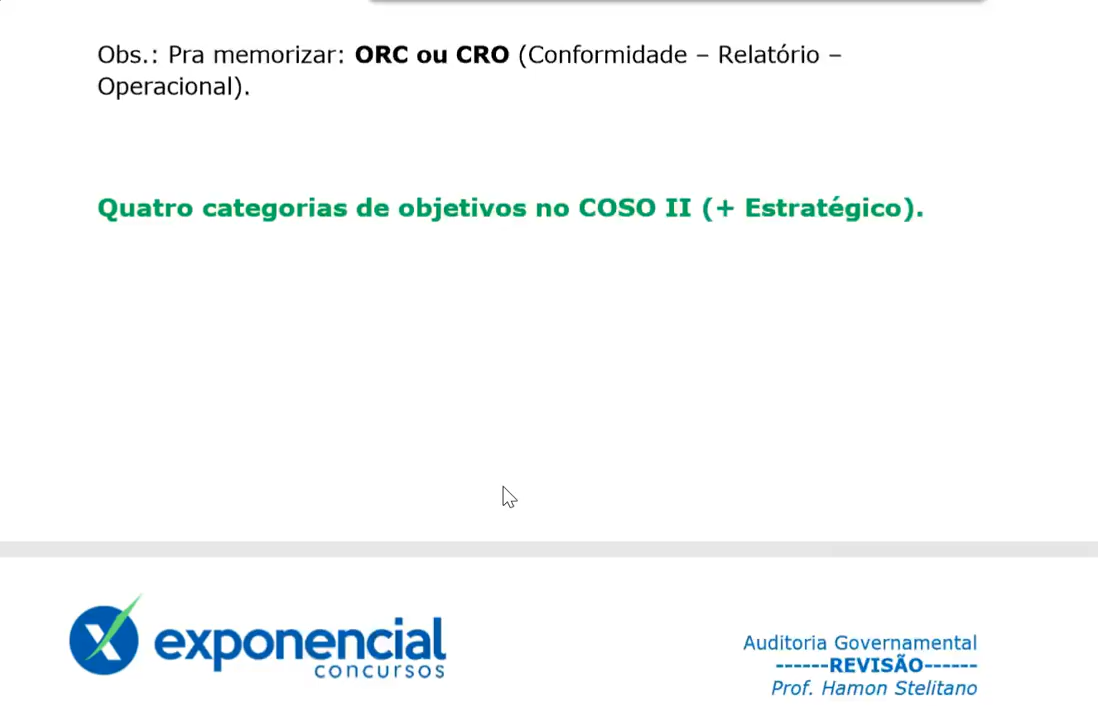 Obs.: Pra memorizar: ORC ou CRO (Conformidade – Relatório –
Operacional).
Quatro categorias de objetivos no COSO II (+ Estratégico).
exponencial
concursos
Auditoria Governamental
------REVISÃO------
Prof. Hamon Stelitano